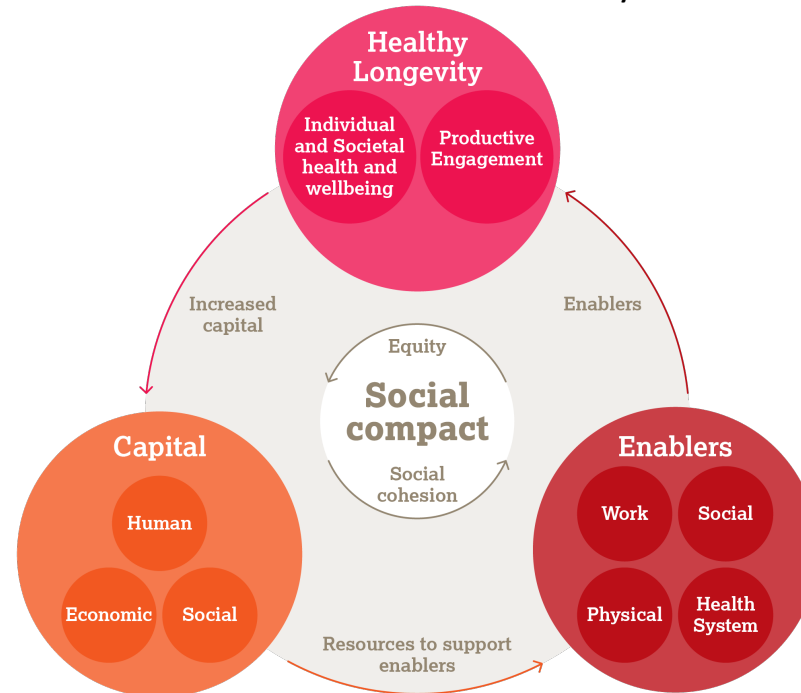 Healthy
Longevity
Individual
and Societal
health and
wellbeing
Productive
Engagement
Increased
capital
Enablers
Equity
Social
compact
Social
cohesion
Capital
Human
Economic
Social
Enablers
Work
Social
Physical
Health
System
Resources to support
enablers